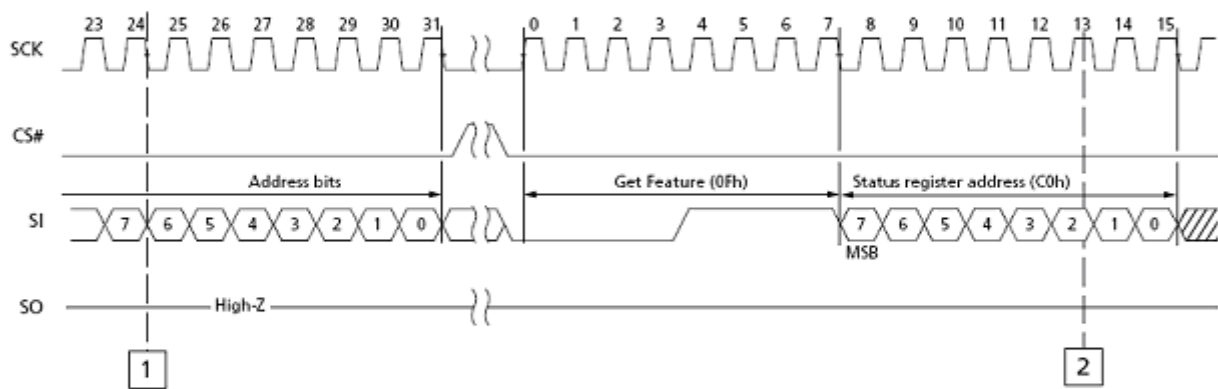 23 24 25 26 27 28 29 30 31 0 1 2 3 4 5 6 7 8 9 10 11 12 13 14 15
SCK
CS#
Address bits Get Feature (0Fh) Status register address (C0h)
SI 7 6 5 4 3 2 1 0 7 6 5 4 3 2 1 0
MSB
SO High-Z
1 2